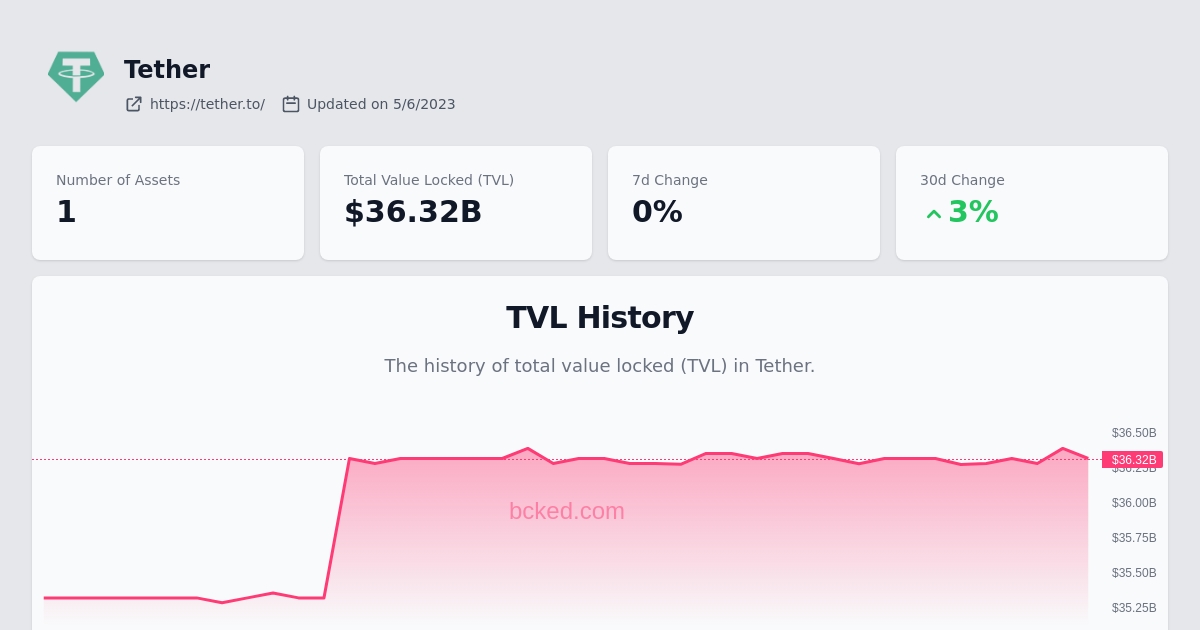 Tether
https://tether.to/ Updated on 5/6/2023
Number of Assets
1
Total Value Locked (TVL)
$36.32B
7d Change
0%
30d Change
3%
TVL History
The history of total value locked (TVL) in Tether.
$36.50B
$36.32B
$36.25B
bcked.com
$36.00B
$35.75B
$35.50B
$35.25B